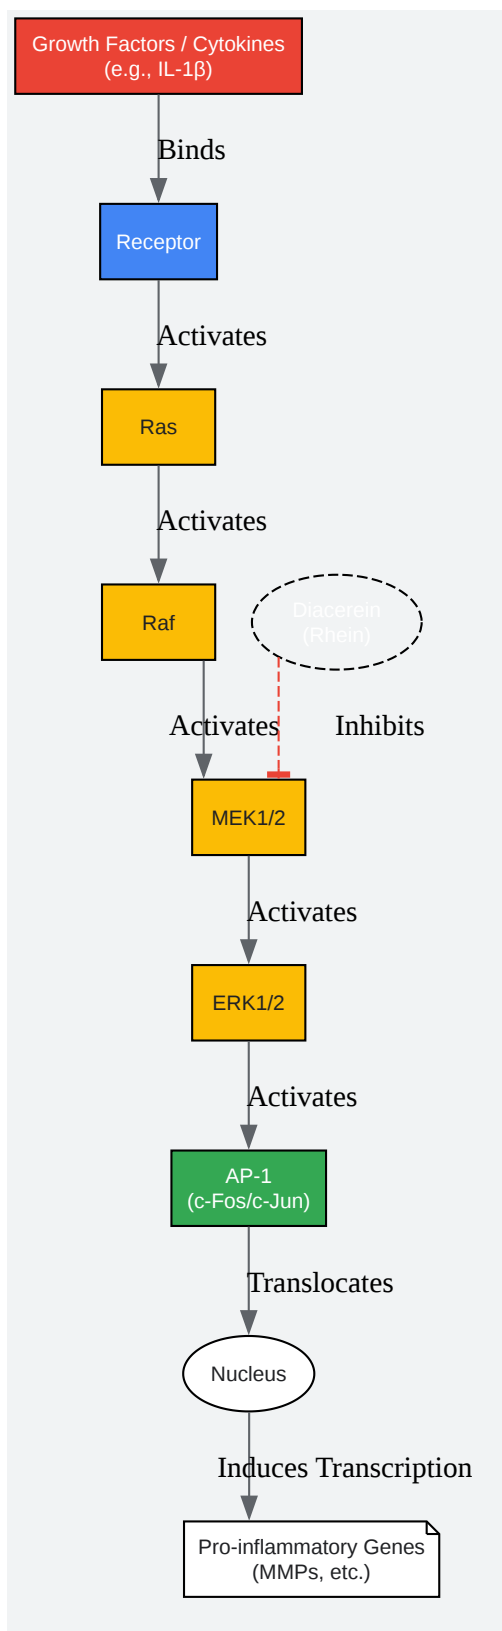 Growth Factors / Cytokines
(e.g., IL-1β)
Binds
Receptor
Activates
Ras
Activates
Raf
Diacerein
(Rhein)
Activates
Inhibits
MEK1/2
Activates
ERK1/2
Activates
AP-1
(c-Fos/c-Jun)
Translocates
Nucleus
Induces Transcription
Pro-inflammatory Genes
(MMPs, etc.)